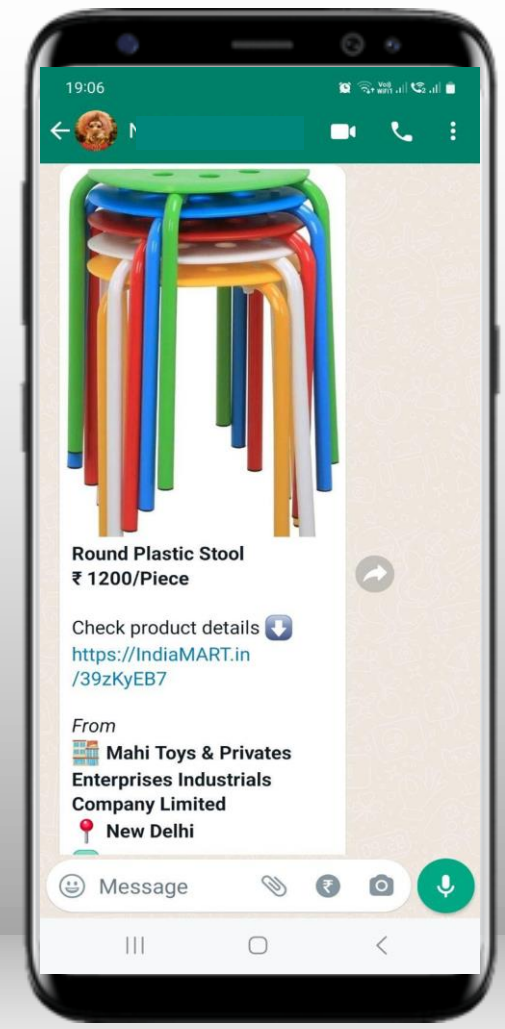 19:06
N
Round Plastic Stool
₹ 1200/Piece
Check product details
https://IndiaMART.in
/39zKyEB7
From
Mahi Toys & Privates
Enterprises Industrials
Company Limited
New Delhi
Message